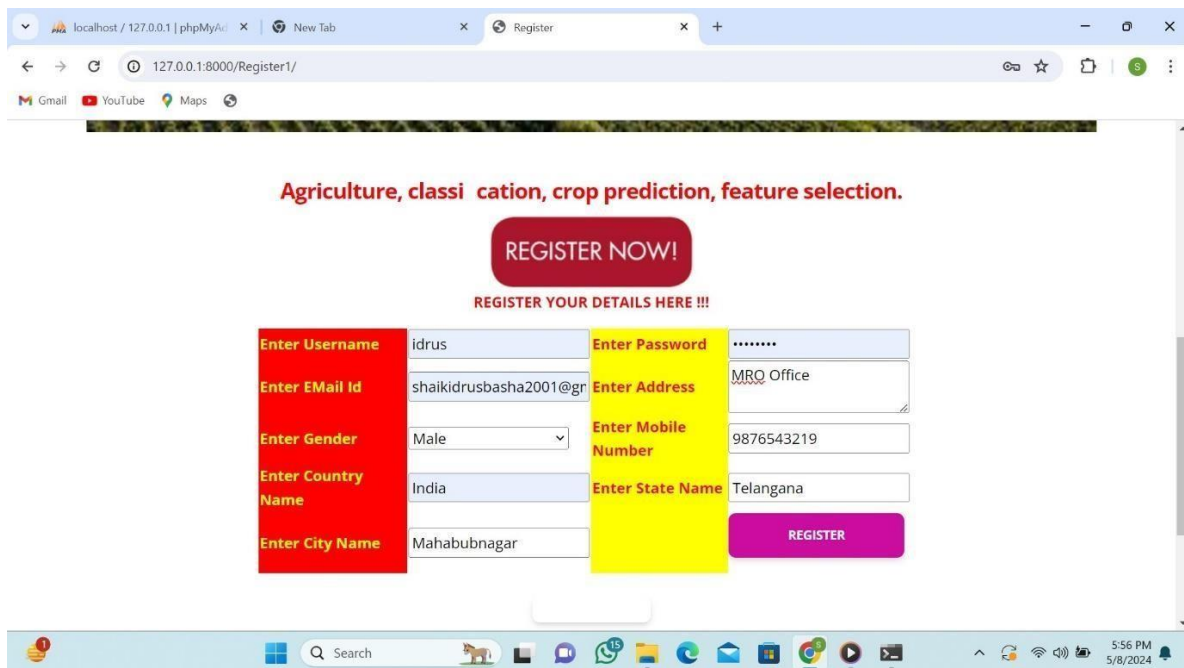 localhost / 127.0.0.1 | phpMyAd
New Tab
Register
127.0.0.1:8000/Register1/
S
Gmail YouTube Maps
Agriculture, classi cation, crop prediction, feature selection.
REGISTER NOW!
REGISTER YOUR DETAILS HERE !!!
Enter Username idrus Enter Password ••••••••
Enter EMail Id shaikidrusbasha2001@gm Enter Address MRO Office
Enter Gender Male Enter Mobile Number 9876543219
Enter Country Name India Enter State Name Telangana
Enter City Name Mahabubnagar REGISTER
1
Search
15
S
5:56 PM
5/8/2024